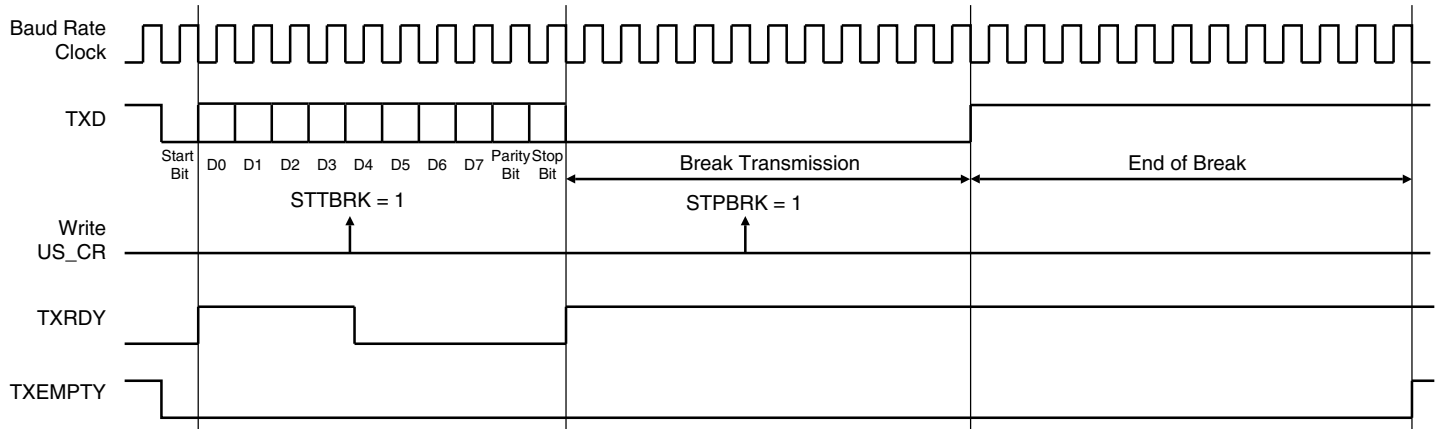 Baud Rate
Clock
TXD
Start
Bit
D0 D1 D2 D3 D4 D5 D6 D7
Parity
Bit
Stop
Bit
Break Transmission
End of Break
STTBRK = 1
STPBRK = 1
Write
US_CR
TXRDY
TXEMPTY